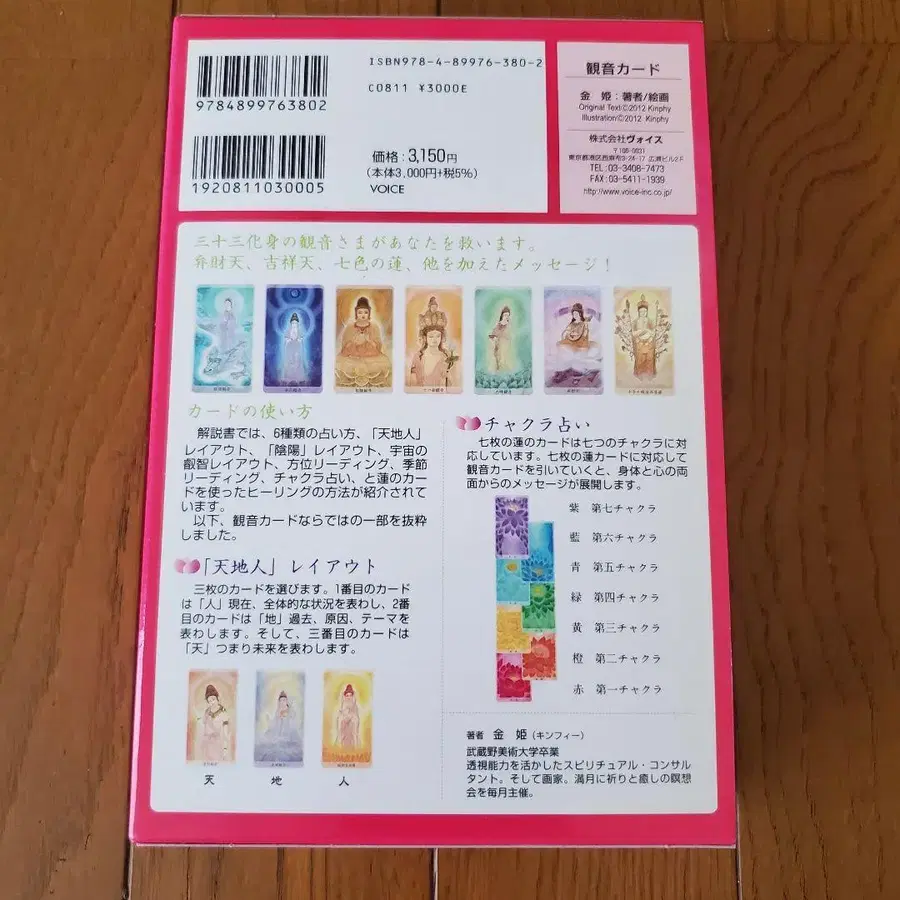 ISBN978-4-89976-380-2
C0811 ¥3000E
9784899763802
1920811030005
価格：3,150円
（本体3,000円+税5%）
VOICE
観音カード
金　姫：著者/絵画
Original Text©2012 Kinphy
Illustration©2012 Kinphy
株式会社ヴォイス
〒106-0031
東京都港区西麻布3-24-17 広瀬ビル2F
TEL:03-3408-7473
FAX:03-5411-1939
http://www.voice-inc.co.jp/
三十三化身の観音さまがあなたを救います。
弁財天、吉祥天、七色の蓮、他を加えたメッセージ！
カードの使い方
解説書では、6種類の占い方、「天地人」
レイアウト、「陰陽」レイアウト、宇宙の
叡智レイアウト、方位リーディング、季節
リーディング、チャクラ占い、と蓮のカー
ドを使ったヒーリングの方法が紹介されて
います。
以下、観音カードならではの一部を抜粋
しました。
「天地人」レイアウト
三枚のカードを選びます。1番目のカード
は「人」現在、全体的な状況を表わし、2番
目のカードは「地」過去、原因、テーマを
表わします。そして、三番目のカードは
「天」つまり未来を表わします。
天　地　人
チャクラ占い
七枚の蓮のカードは七つのチャクラに対
応しています。七枚の蓮カードに対応して
観音カードを引いていくと、身体と心の両
面からのメッセージが展開します。
紫　第七チャクラ
藍　第六チャクラ
青　第五チャクラ
緑　第四チャクラ
黄　第三チャクラ
橙　第二チャクラ
赤　第一チャクラ
著者　金　姫（キンフィー）
武蔵野美術大学卒業
透視能力を活かしたスピリチュアル・コンサル
タント。そして画家。満月に祈りと癒しの瞑想
会を毎月主催。